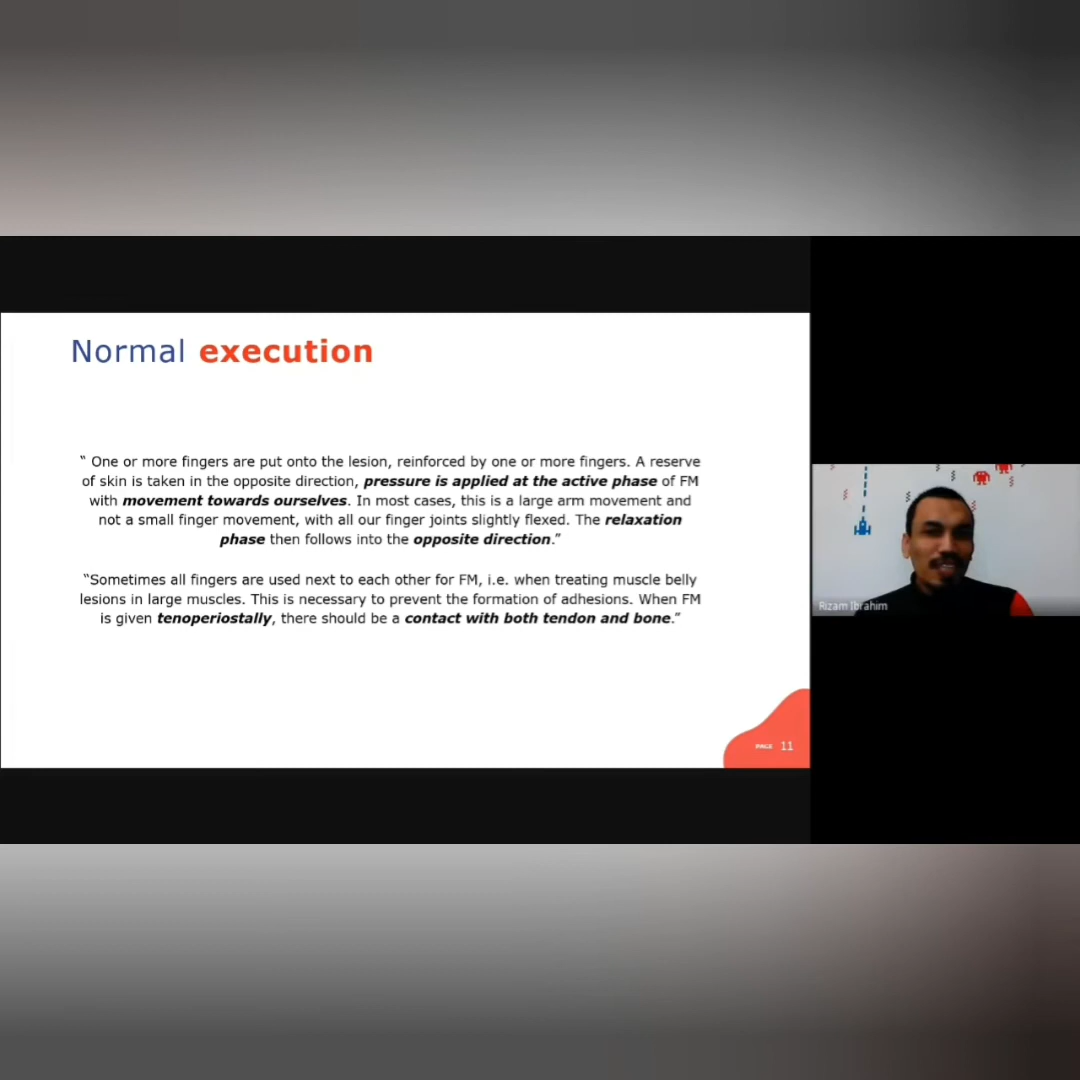 Normal execution
“ One or more fingers are put onto the lesion, reinforced by one or more fingers. A reserve
of skin is taken in the opposite direction, pressure is applied at the active phase of FM
with movement towards ourselves. In most cases, this is a large arm movement and
not a small finger movement, with all our finger joints slightly flexed. The relaxation
phase then follows into the opposite direction.”
“Sometimes all fingers are used next to each other for FM, i.e. when treating muscle belly
lesions in large muscles. This is necessary to prevent the formation of adhesions. When FM
is given tenoperiostally, there should be a contact with both tendon and bone.”
PAGE 11
Rizam Ibrahim